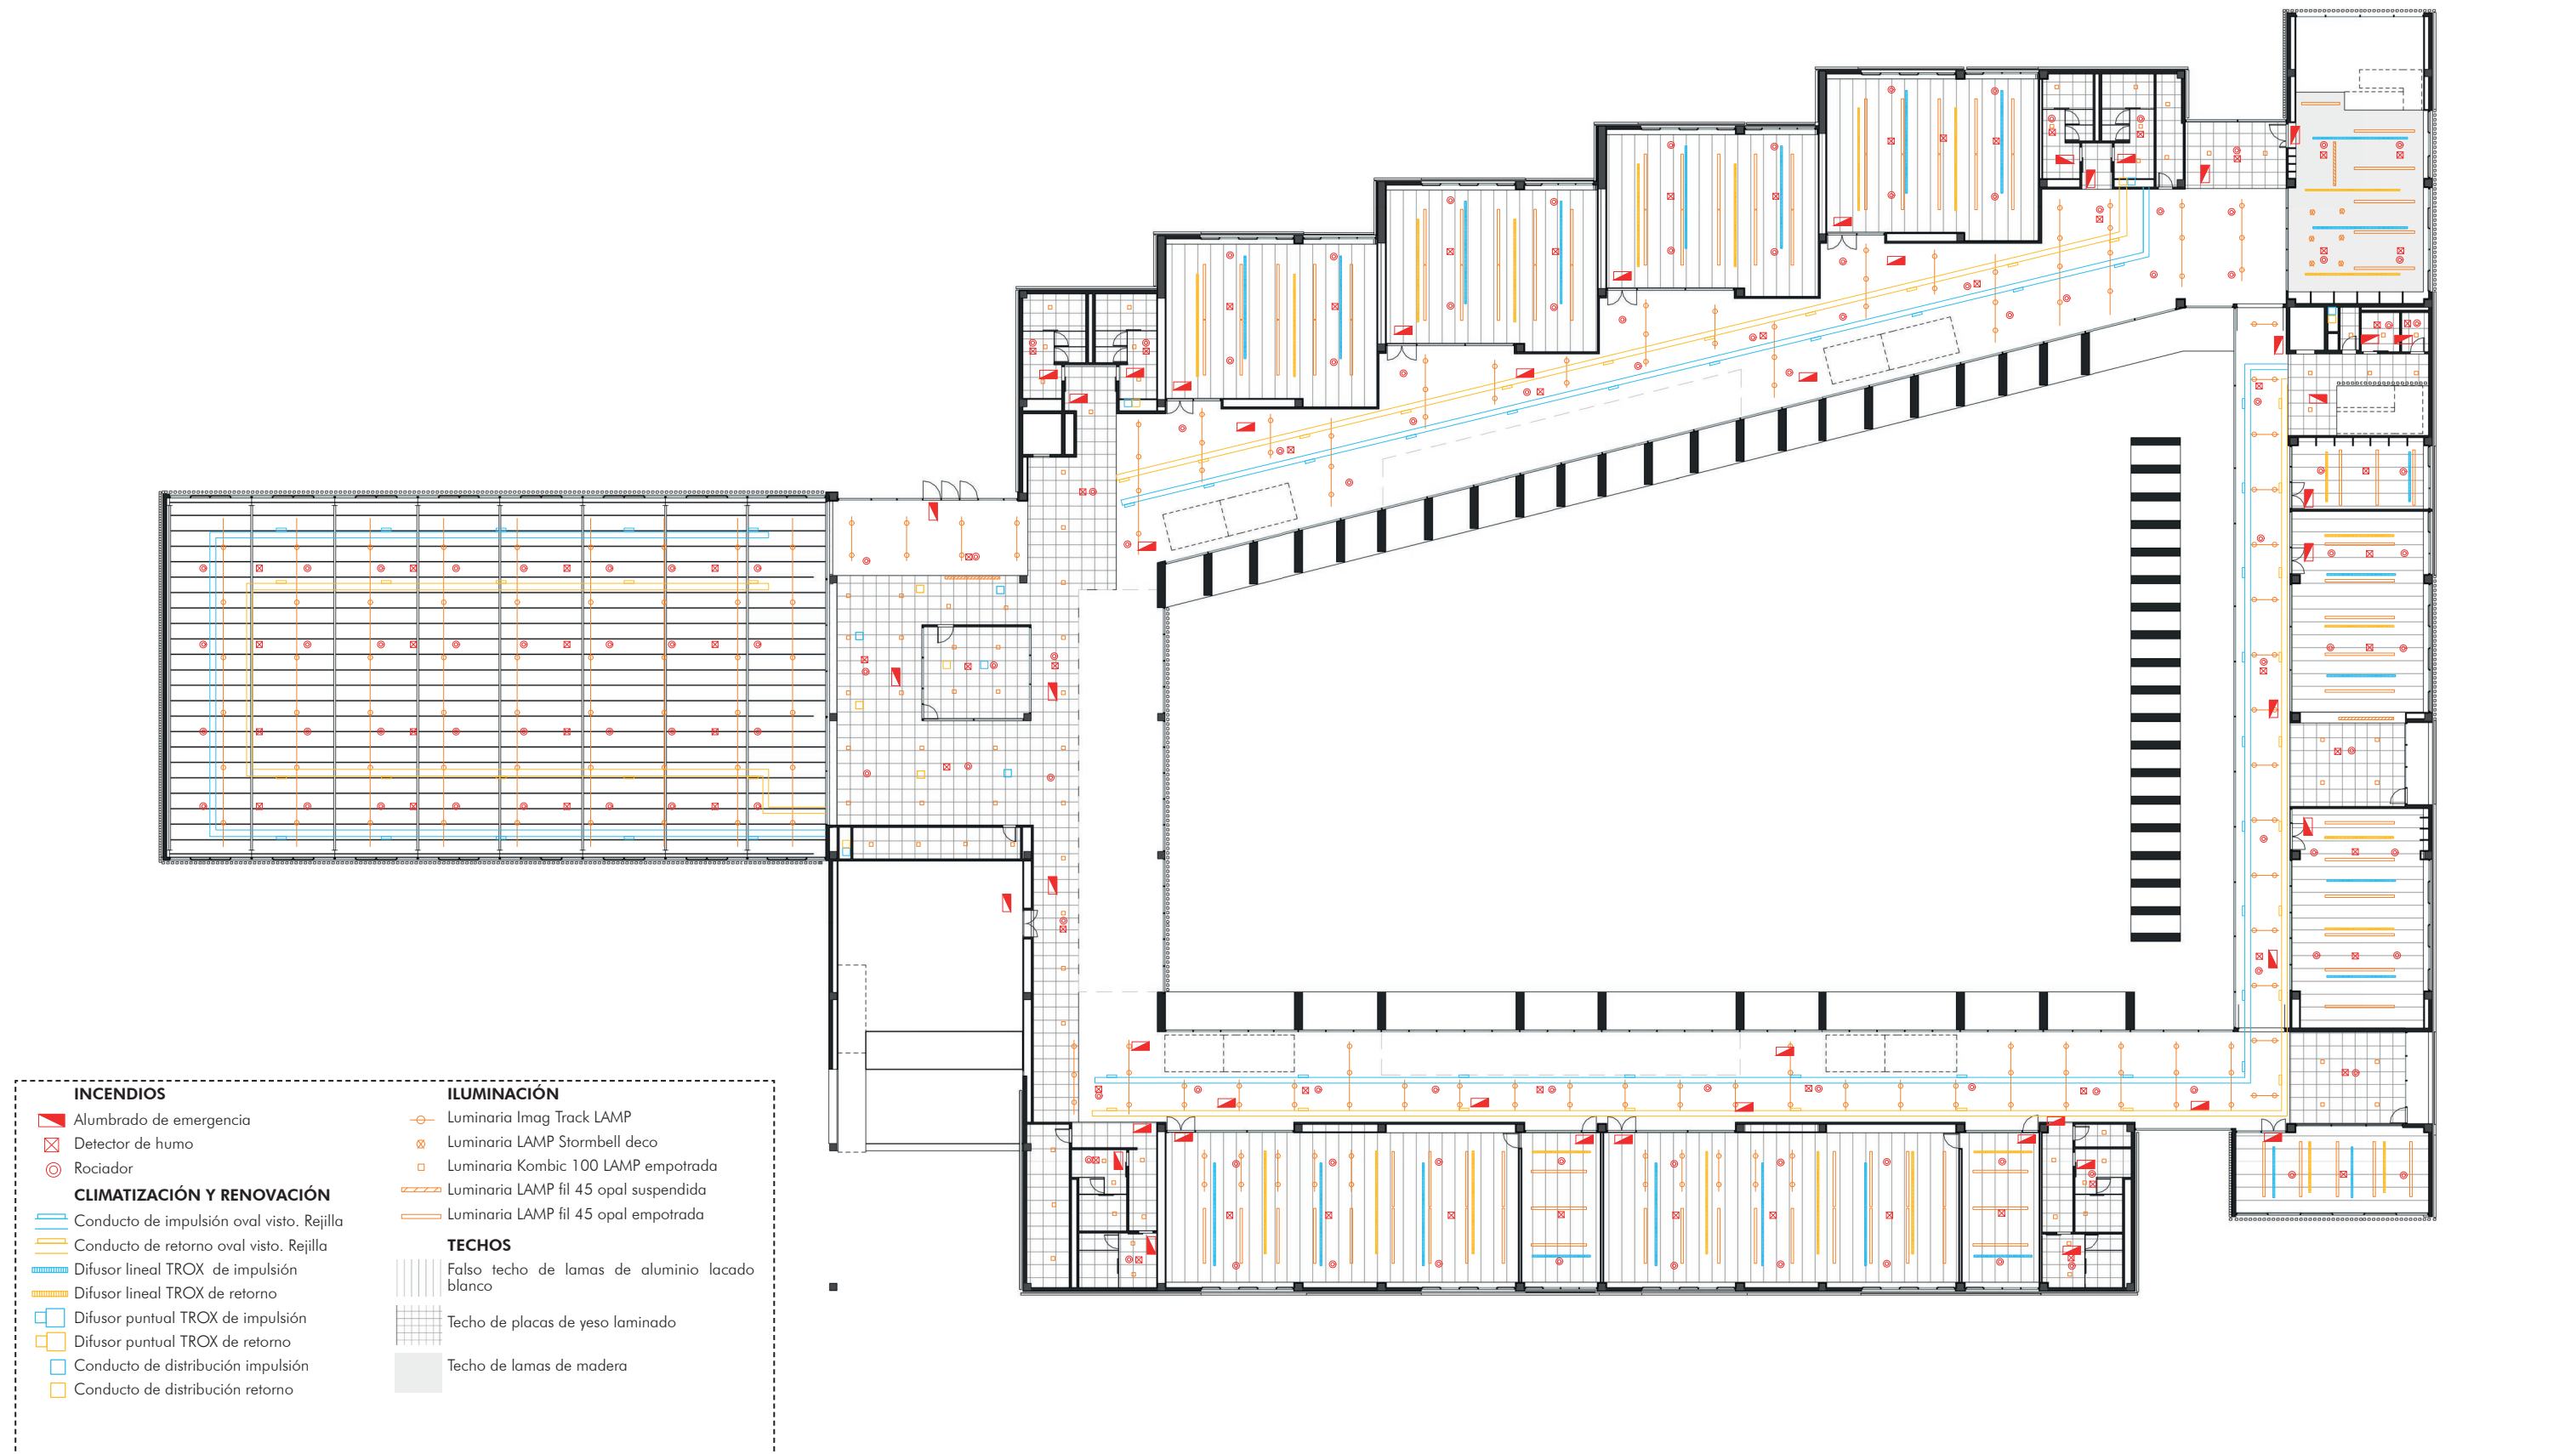 INCENDIOS
Alumbrado de emergencia
Detector de humo
Rociador
CLIMATIZACIÓN Y RENOVACIÓN
Conducto de impulsión oval visto. Rejilla
Conducto de retorno oval visto. Rejilla
Difusor lineal TROX de impulsión
Difusor lineal TROX de retorno
Difusor puntual TROX de impulsión
Difusor puntual TROX de retorno
Conducto de distribución impulsión
Conducto de distribución retorno
ILUMINACIÓN
Luminaria Imag Track LAMP
Luminaria LAMP Stormbell deco
Luminaria Kombic 100 LAMP empotrada
Luminaria LAMP fil 45 opal suspendida
Luminaria LAMP fil 45 opal empotrada
TECHOS
Falso techo de lamas de aluminio lacado
blanco
Techo de placas de yeso laminado
Techo de lamas de madera